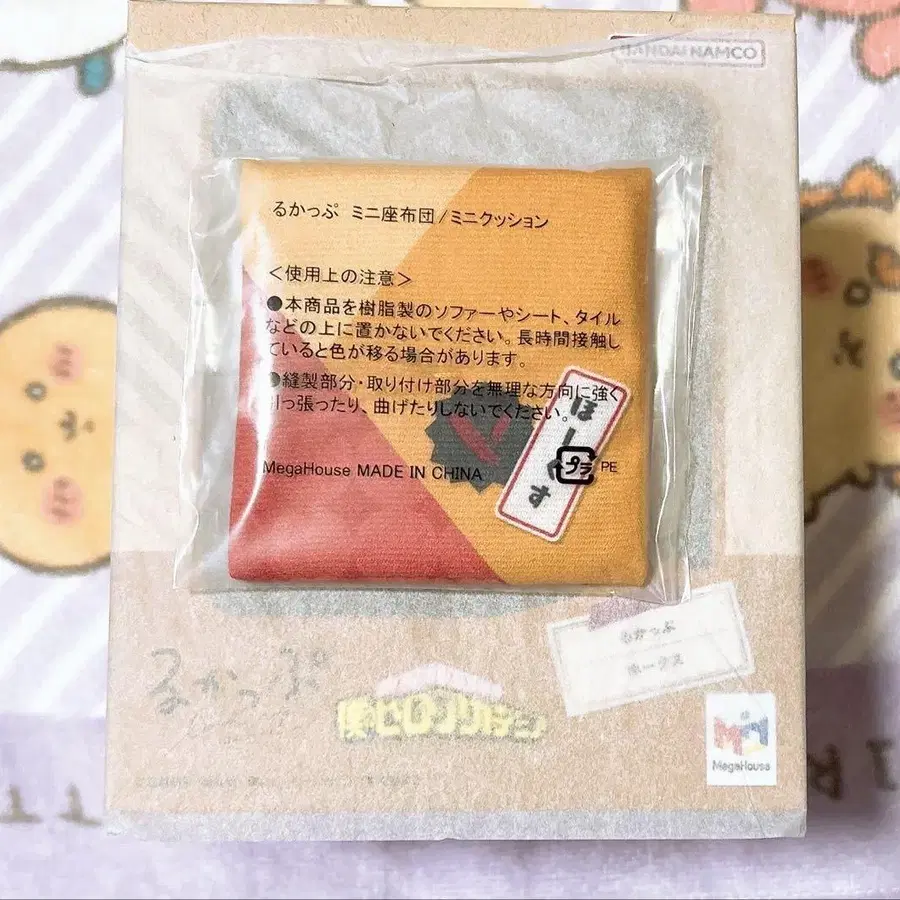 BANDAI NAMCO
るかっぷ ミニ座布団/ミニクッション
<使用上の注意>
●本商品を樹脂製のソファーやシート、タイル
などの上に置かないでください。長時間接触し
ていると色が移る場合があります。
●縫製部分・取り付け部分を無理な方向に強く
引っ張ったり、曲げたりしないでください。
ほーくす
MegaHouse MADE IN CHINA
プラ PE
るかっぷ
ホークス
るかっぷ
僕のヒーローアカデミア
MegaHouse